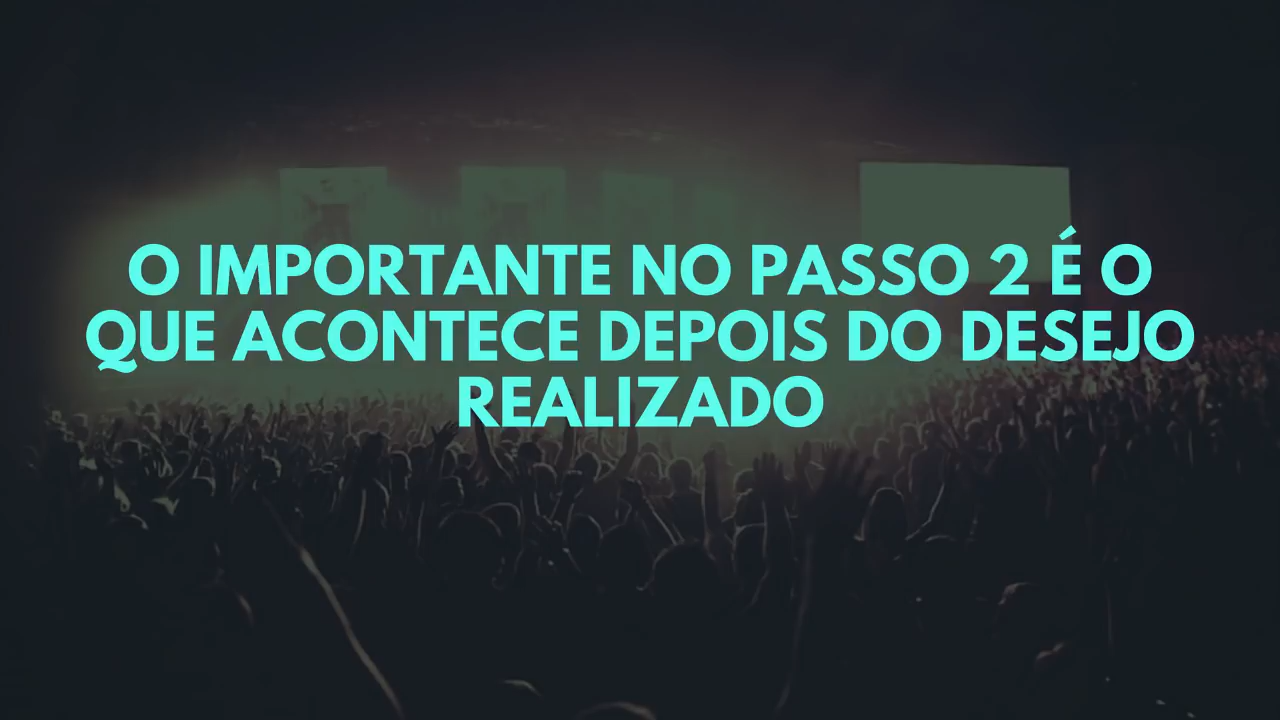 O IMPORTANTE NO PASSO 2 É O
QUE ACONTECE DEPOIS DO DESEJO
REALIZADO